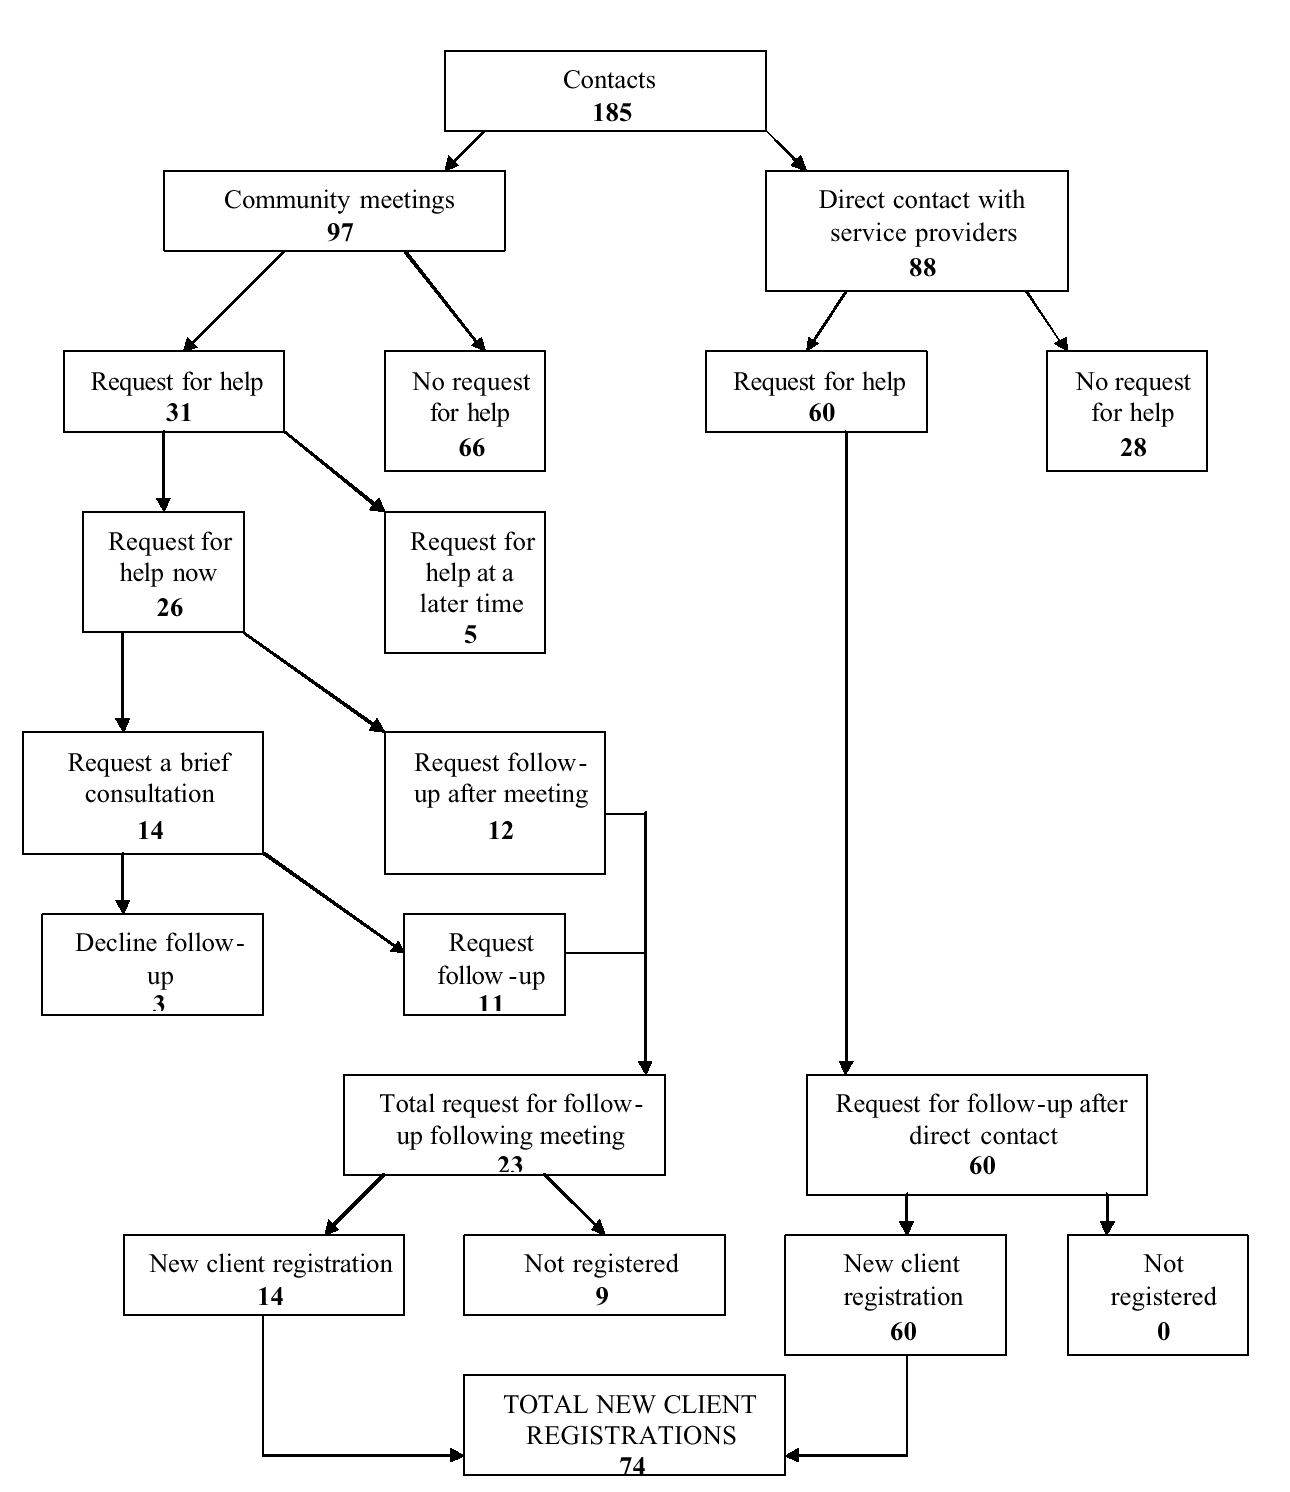 Contacts
185
Community meetings
97
Direct contact with
service providers
88
Request for help
31
No request
for help
66
Request for help
60
No request
for help
28
Request for
help now
26
Request for
help at a
later time
5
Request a brief
consultation
14
Request follow-
up after meeting
12
Decline follow-
up
3
Request
follow -up
11
Total request for follow-
up following meeting
23
Request for follow-up after
direct contact
60
New client registration
14
Not registered
9
New client
registration
60
Not
registered
0
TOTAL NEW CLIENT
REGISTRATIONS
74